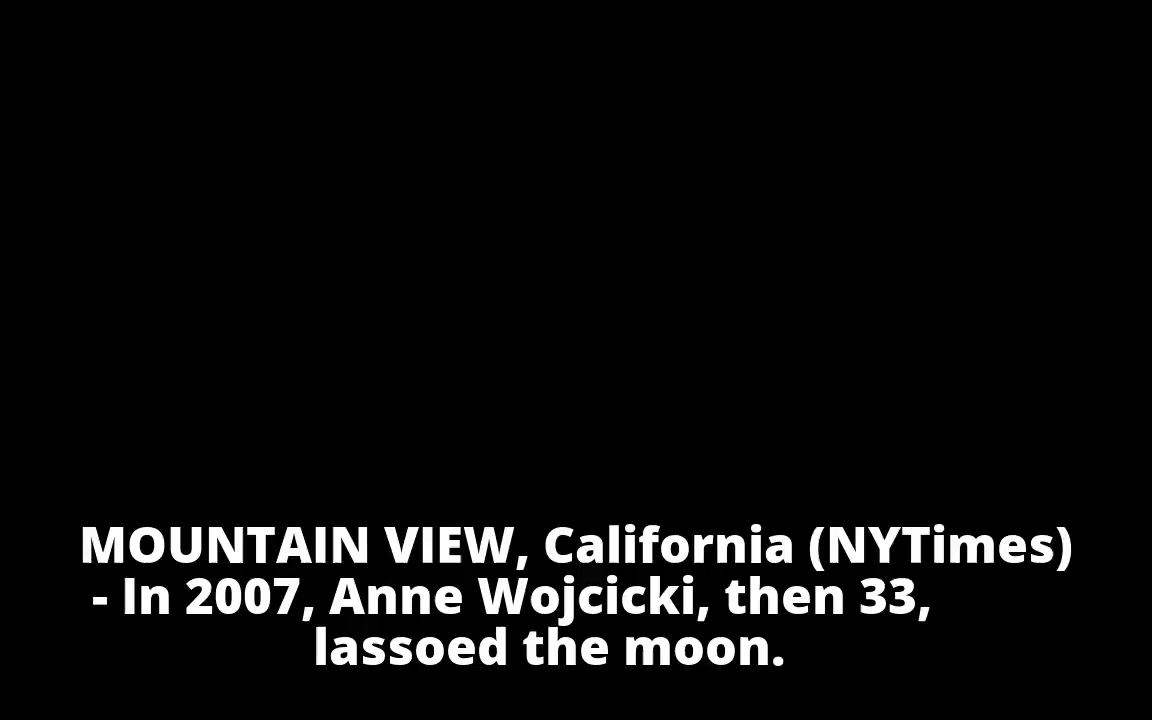 MOUNTAIN VIEW, California (NYTimes)
- In 2007, Anne Wojcicki, then 33,
lassoed the moon.